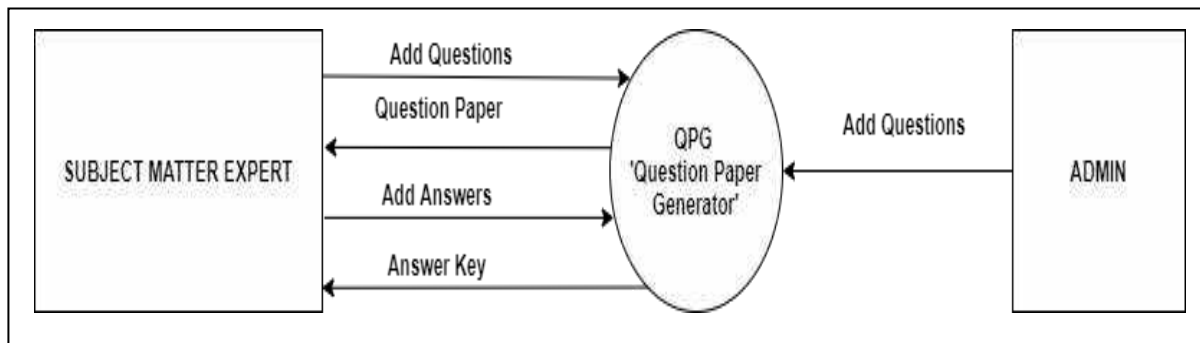 Add Questions
Question Paper
SUBJECT MATTER EXPERT
Add Answers
Answer Key
QPG
'Question Paper
Generator'
Add Questions
ADMIN